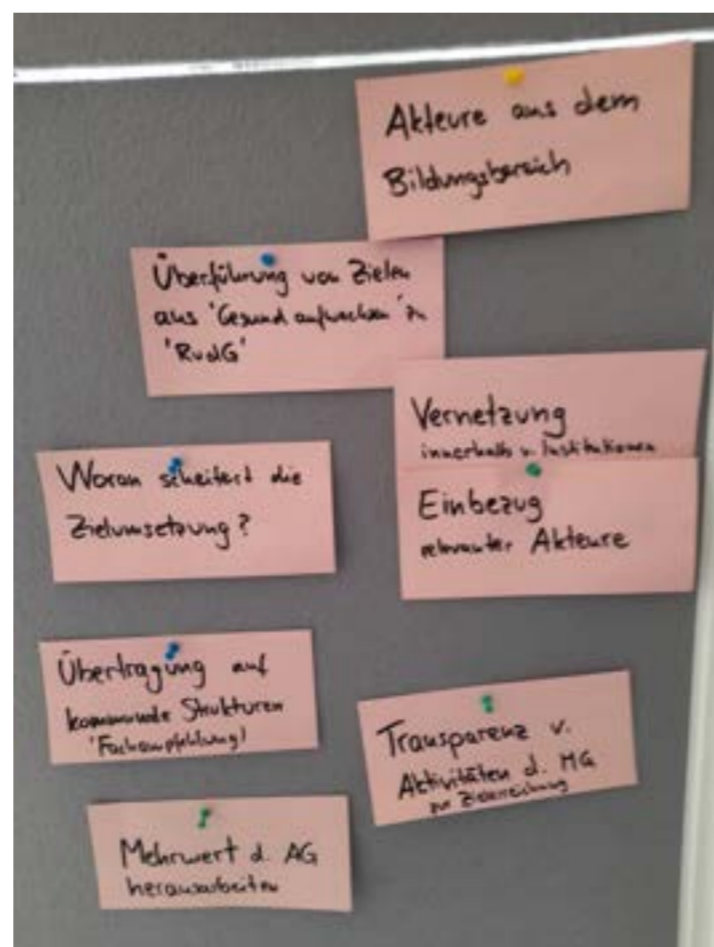 Akteure aus dem
Bildungsbereich
Überführung von Zielen
aus 'Gesund aufwachsen' in
'RudG'
Vernetzung
innerhalb v. Institutionen
Einbezug
relevanter Akteure
Woran scheitert die
Zielumsetzung?
Übertragung auf
kommunale Strukturen
'Fachempfehlung'
Transparenz v.
Aktivitäten d. MG
zur Zielerreichung
Mehrwert d. AG
herausarbeiten